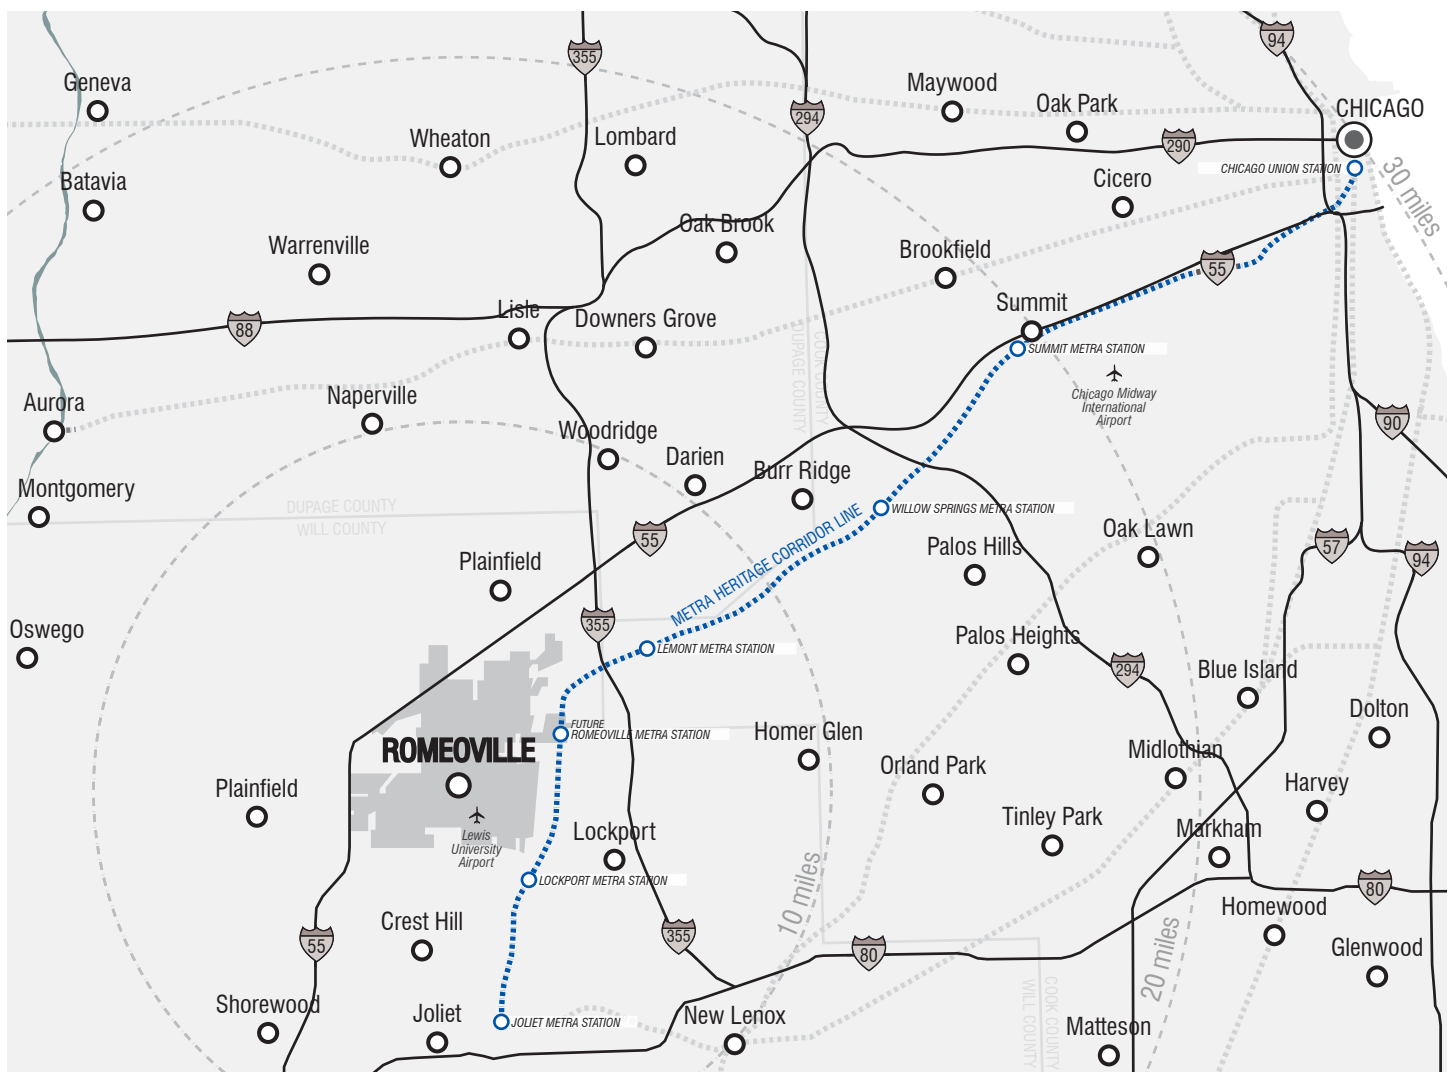 94
355
Geneva
Maywood
Oak Park
CHICAGO
294
Wheaton
Lombard
290
CHICAGO UNION STATION
30 miles
Batavia
Cicero
Oak Brook
Warrenville
Brookfield
55
Summit
Lisle
Downers Grove
88
SUMMIT METRA STATION
DUPAGE COUNTY
COOK COUNTY
Chicago Midway
International
Airport
Aurora
Naperville
90
Woodridge
Darien
Burr Ridge
Montgomery
DUPAGE COUNTY
WILL COUNTY
WILLOW SPRINGS METRA STATION
METRA HERITAGE CORRIDOR LINE
55
Oak Lawn
57
94
Plainfield
Palos Hills
355
Oswego
Palos Heights
LEMONT METRA STATION
294
Blue Island
Dolton
FUTURE
ROMEOVILLE METRA STATION
Homer Glen
ROMEOVILLE
Midlothian
Orland Park
Harvey
Plainfield
Tinley Park
Markham
Lewis
University
Airport
Lockport
LOCKPORT METRA STATION
10 miles
80
Crest Hill
355
Homewood
55
80
20 miles
Glenwood
Shorewood
Joliet
JOLIET METRA STATION
New Lenox
WILL COUNTY
COOK COUNTY
Matteson